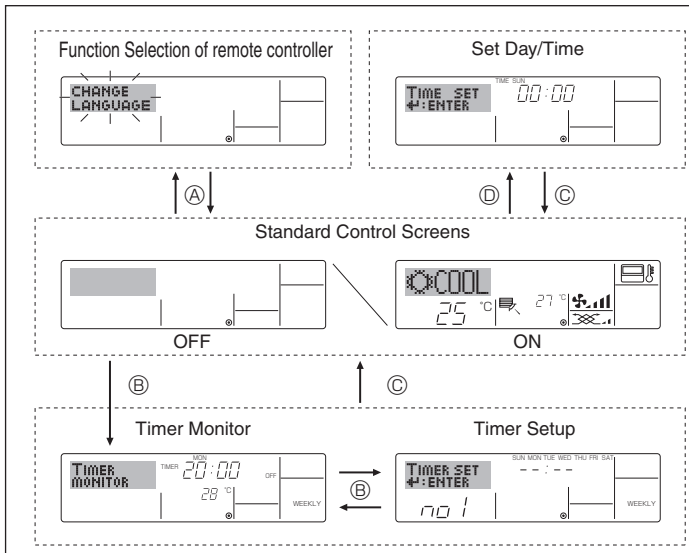 Function Selection of remote controller
CHANGE
LANGUAGE
Set Day/Time
TIME SUN
TIME SET
↵:ENTER
00:00
Ⓐ
Ⓓ
Ⓒ
Standard Control Screens
OFF
COOL
25 °C
27 °C
ON
Ⓑ
Ⓒ
Timer Monitor
TIMER
MONITOR
MON
TIMER 20:00 OFF
28 °C
WEEKLY
Ⓑ
Timer Setup
SUN MON TUE WED THU FRI SAT
TIMER SET
↵:ENTER
--:--
no 1
WEEKLY